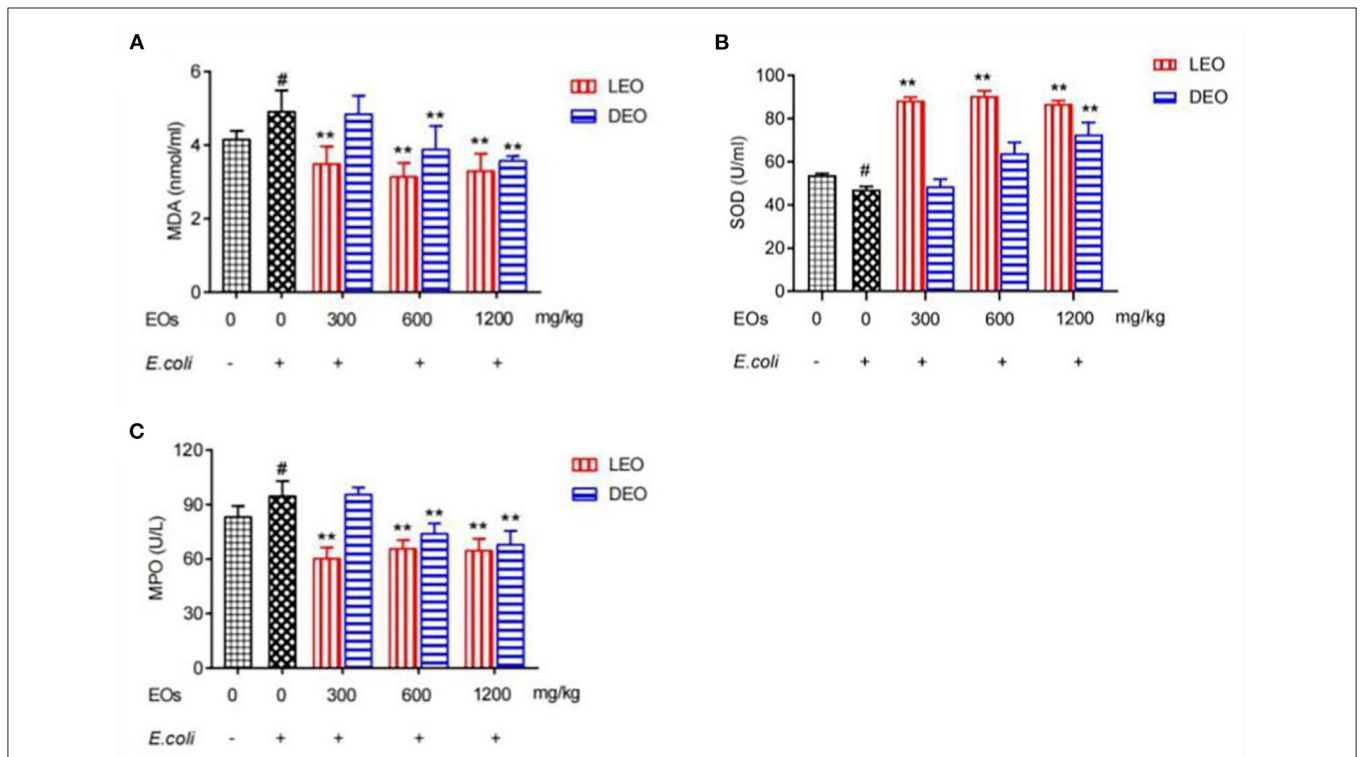 A
MDA (nmol/ml)
6
4
2
0
#
**
**
**
**
**
LEO
DEO
EOs 0 0 300 600 1200 mg/kg
E.coli - + + + +
B
SOD (U/ml)
100
80
60
40
20
0
#
**
**
**
**
LEO
DEO
EOs 0 0 300 600 1200 mg/kg
E.coli - + + + +
C
MPO (U/L)
120
90
60
30
0
#
**
**
**
**
**
LEO
DEO
EOs 0 0 300 600 1200 mg/kg
E.coli - + + + +